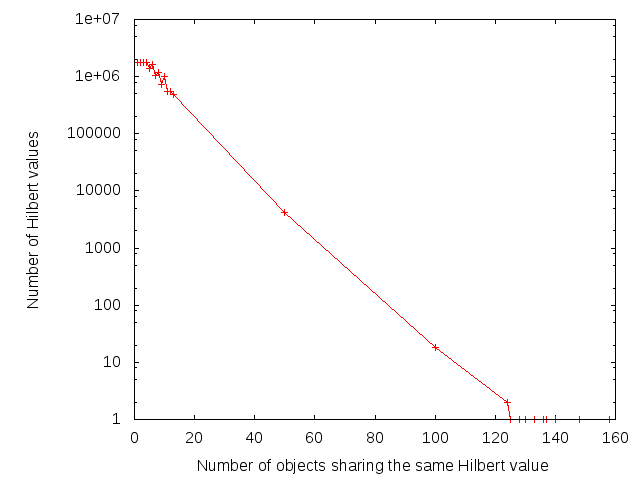 1e+07
1e+06
100000
10000
1000
100
10
1
0 20 40 60 80 100 120 140 160
Number of Hilbert values
Number of objects sharing the same Hilbert value